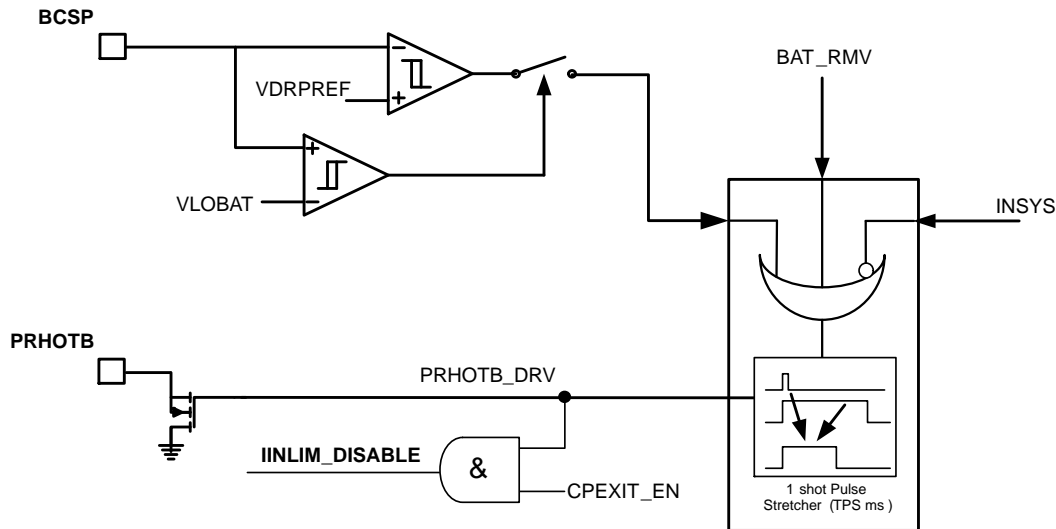 BCSP
BAT_RMV
VDRPREF
VLOBAT
INSYS
PRHOTB
PRHOTB_DRV
IINLIM_DISABLE
&
CPEXIT_EN
1 shot Pulse
Stretcher (TPS ms )